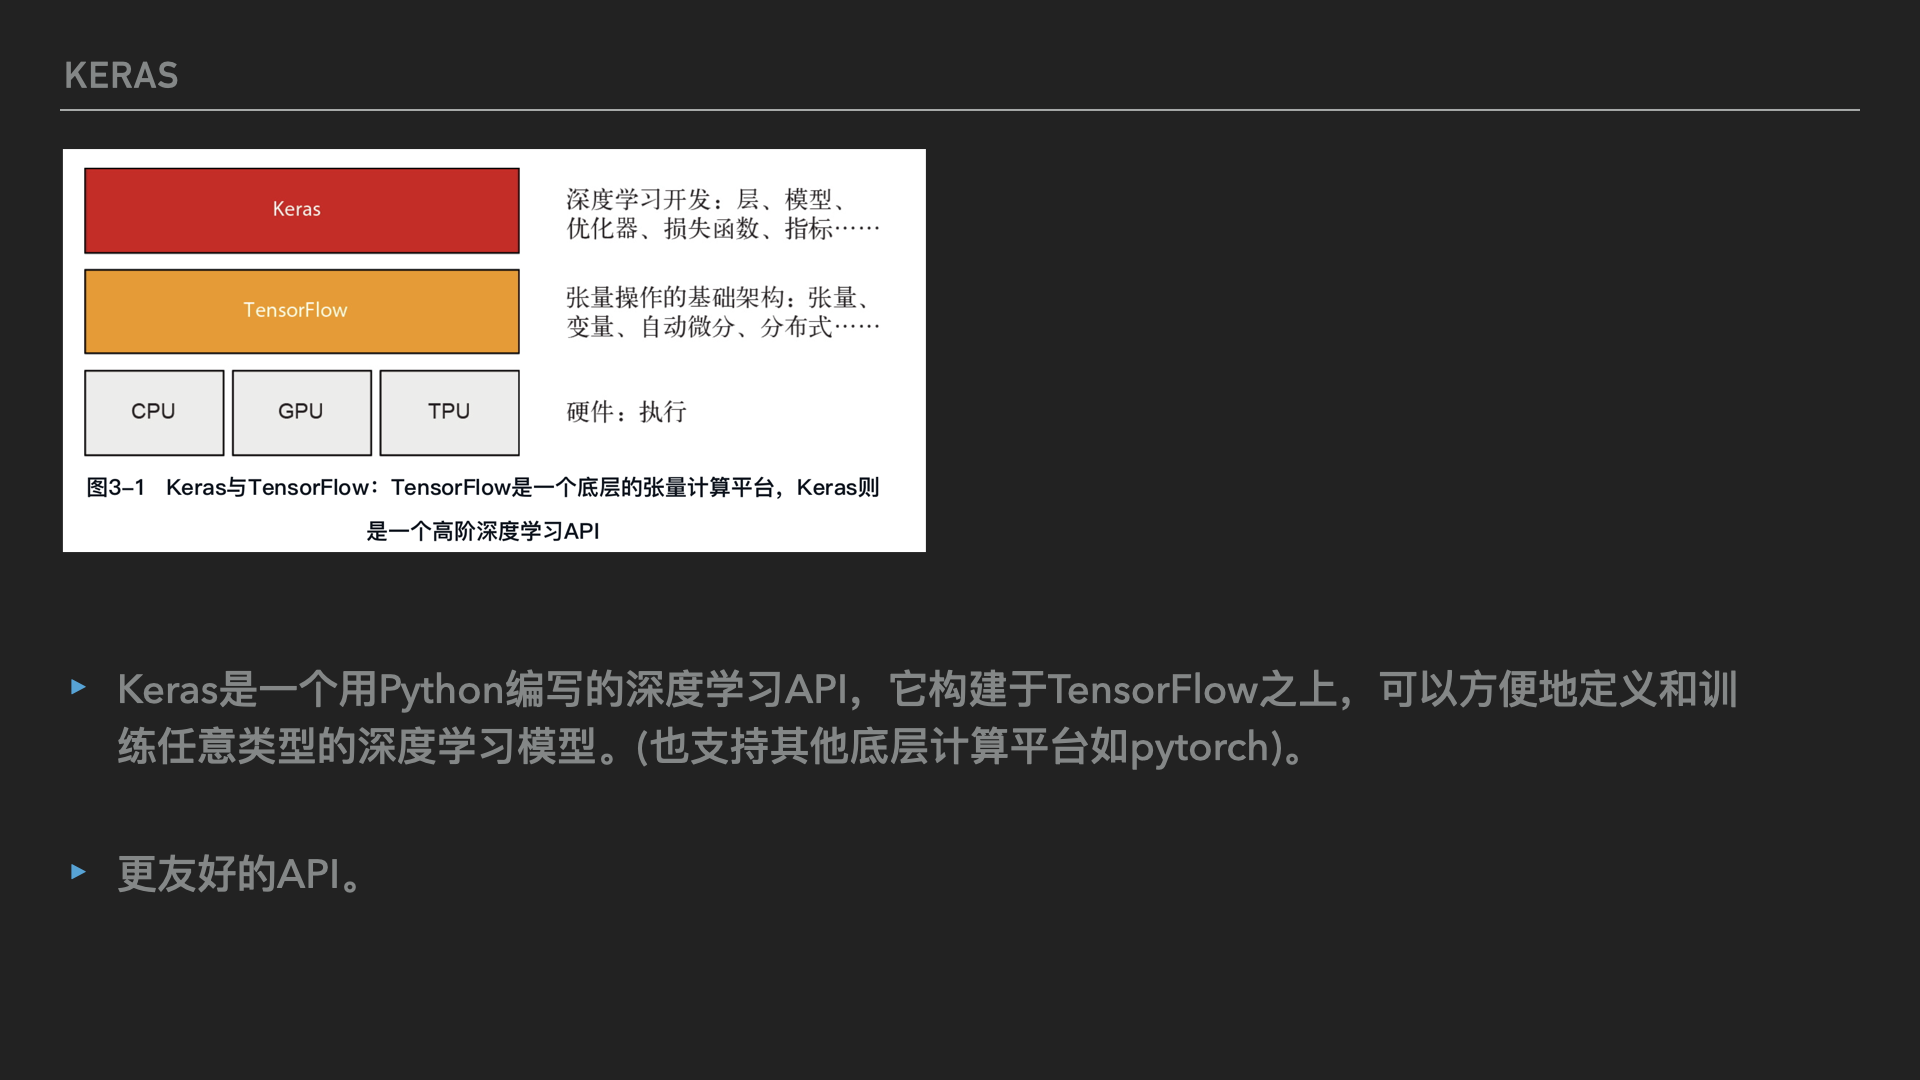 KERAS
Keras
深度学习开发：层、模型、
优化器、损失函数、指标……
TensorFlow
张量操作的基础架构：张量、
变量、自动微分、分布式……
CPU GPU TPU
硬件：执行
图3-1 Keras与TensorFlow：TensorFlow是一个底层的张量计算平台，Keras则
是一个高阶深度学习API
▸ Keras是一个用Python编写的深度学习API，它构建于TensorFlow之上，可以方便地定义和训
练任意类型的深度学习模型。(也支持其他底层计算平台如pytorch)。
▸ 更友好的API。